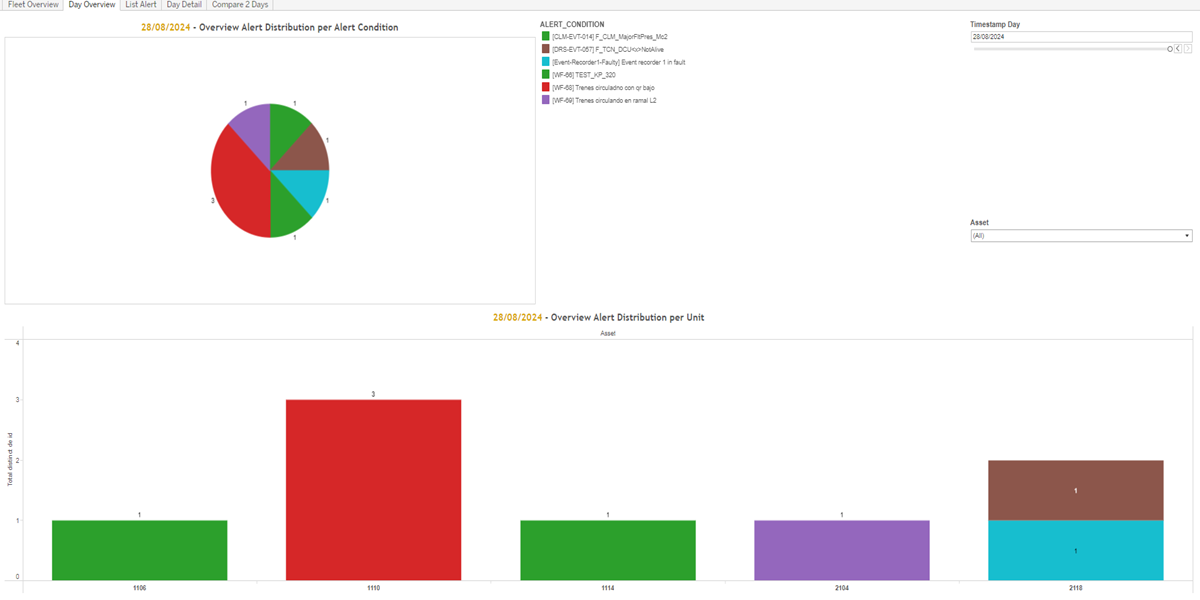 Fleet Overview Day Overview List Alert Day Detail Compare 2 Days
28/08/2024 - Overview Alert Distribution per Alert Condition
1 1
1
3 1
1
ALERT_CONDITION
[CLM-EVT-014] F_CLM_MajorFltPres_Mc2
[DRS-EVT-057] F_TCN_DCU<x>NotAlive
[Event-Recorder1-Faulty] Event recorder 1 in fault
[WF-66] TEST_KP_320
[WF-68] Trenes circuladno con qr bajo
[WF-69] Trenes circulando en ramal L2
Timestamp Day
28/08/2024
Asset
(All)
28/08/2024 - Overview Alert Distribution per Unit
Asset
Total distinct de id
4
3
2
1
0
1
3
1
1
1
1
1106 1110 1114 2104 2118